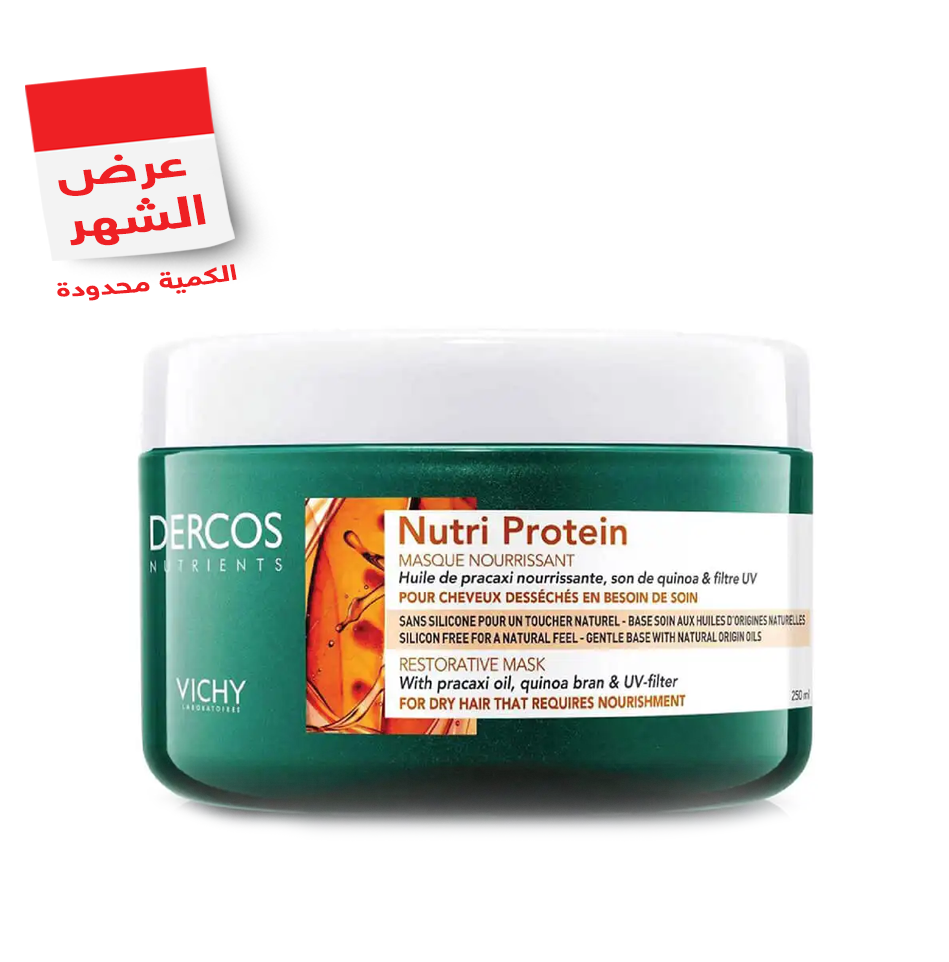 عرض
الشهر
الكمية محدودة
DERCOS
NUTRIENTS
VICHY
LABORATOIRES
Nutri Protein
MASQUE NOURRISSANT
Huile de pracaxi nourrissante, son de quinoa & filtre UV
POUR CHEVEUX DESSÉCHÉS EN BESOIN DE SOIN
SANS SILICONE POUR UN TOUCHER NATUREL - BASE SOIN AUX HUILES D'ORIGINES NATURELLES
SILICON FREE FOR A NATURAL FEEL - GENTLE BASE WITH NATURAL ORIGIN OILS
RESTORATIVE MASK
With pracaxi oil, quinoa bran & UV-filter
FOR DRY HAIR THAT REQUIRES NOURISHMENT
250 ml